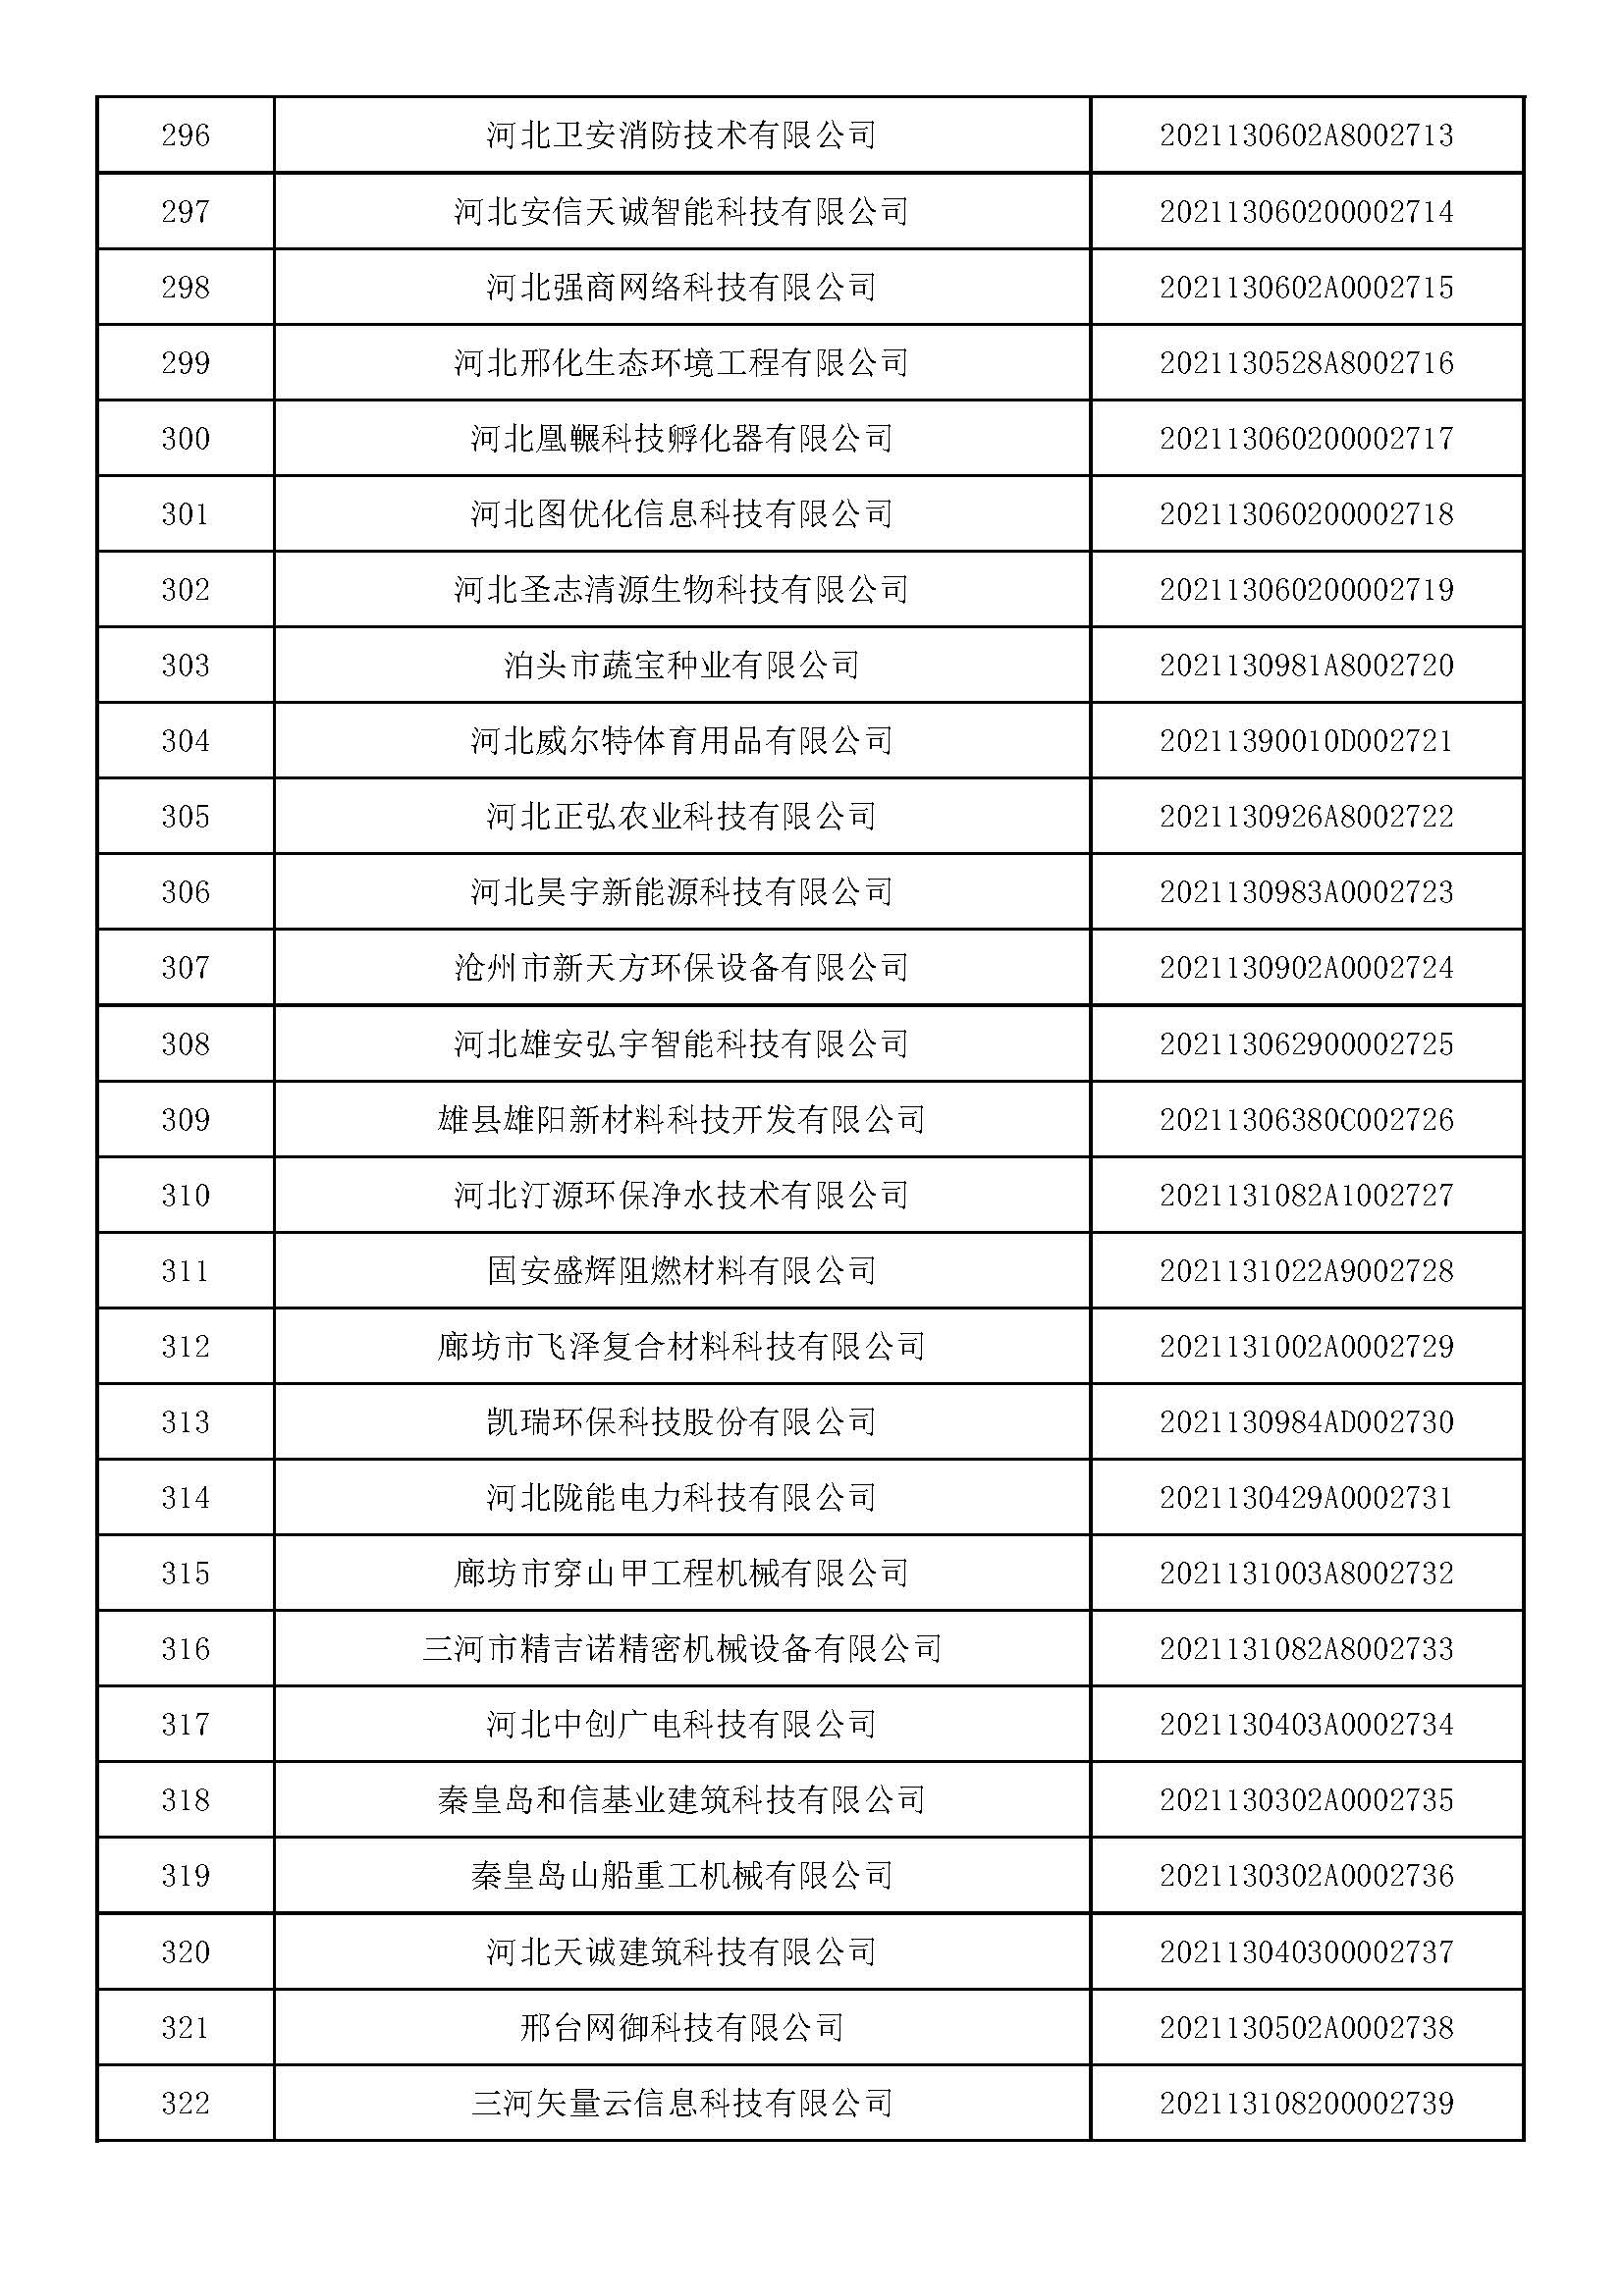 296 河北卫安消防技术有限公司 2021130602A8002713
297 河北安信天诚智能科技有限公司 202113060200002714
298 河北强商网络科技有限公司 2021130602A0002715
299 河北邢化生态环境工程有限公司 2021130528A8002716
300 河北凰冁科技孵化器有限公司 202113060200002717
301 河北图优化信息科技有限公司 202113060200002718
302 河北圣志清源生物科技有限公司 202113060200002719
303 泊头市蔬宝种业有限公司 2021130981A8002720
304 河北威尔特体育用品有限公司 20211390010D002721
305 河北正弘农业科技有限公司 2021130926A8002722
306 河北昊宇新能源科技有限公司 2021130983A0002723
307 沧州市新天方环保设备有限公司 2021130902A0002724
308 河北雄安弘宇智能科技有限公司 202113062900002725
309 雄县雄阳新材料科技开发有限公司 20211306380C002726
310 河北汀源环保净水技术有限公司 2021131082A1002727
311 固安盛辉阻燃材料有限公司 2021131022A9002728
312 廊坊市飞泽复合材料科技有限公司 2021131002A0002729
313 凯瑞环保科技股份有限公司 2021130984AD002730
314 河北陇能电力科技有限公司 2021130429A0002731
315 廊坊市穿山甲工程机械有限公司 2021131003A8002732
316 三河市精吉诺精密机械设备有限公司 2021131082A8002733
317 河北中创广电科技有限公司 2021130403A0002734
318 秦皇岛和信基业建筑科技有限公司 2021130302A0002735
319 秦皇岛山船重工机械有限公司 2021130302A0002736
320 河北天诚建筑科技有限公司 202113040300002737
321 邢台网御科技有限公司 2021130502A0002738
322 三河矢量云信息科技有限公司 202113108200002739